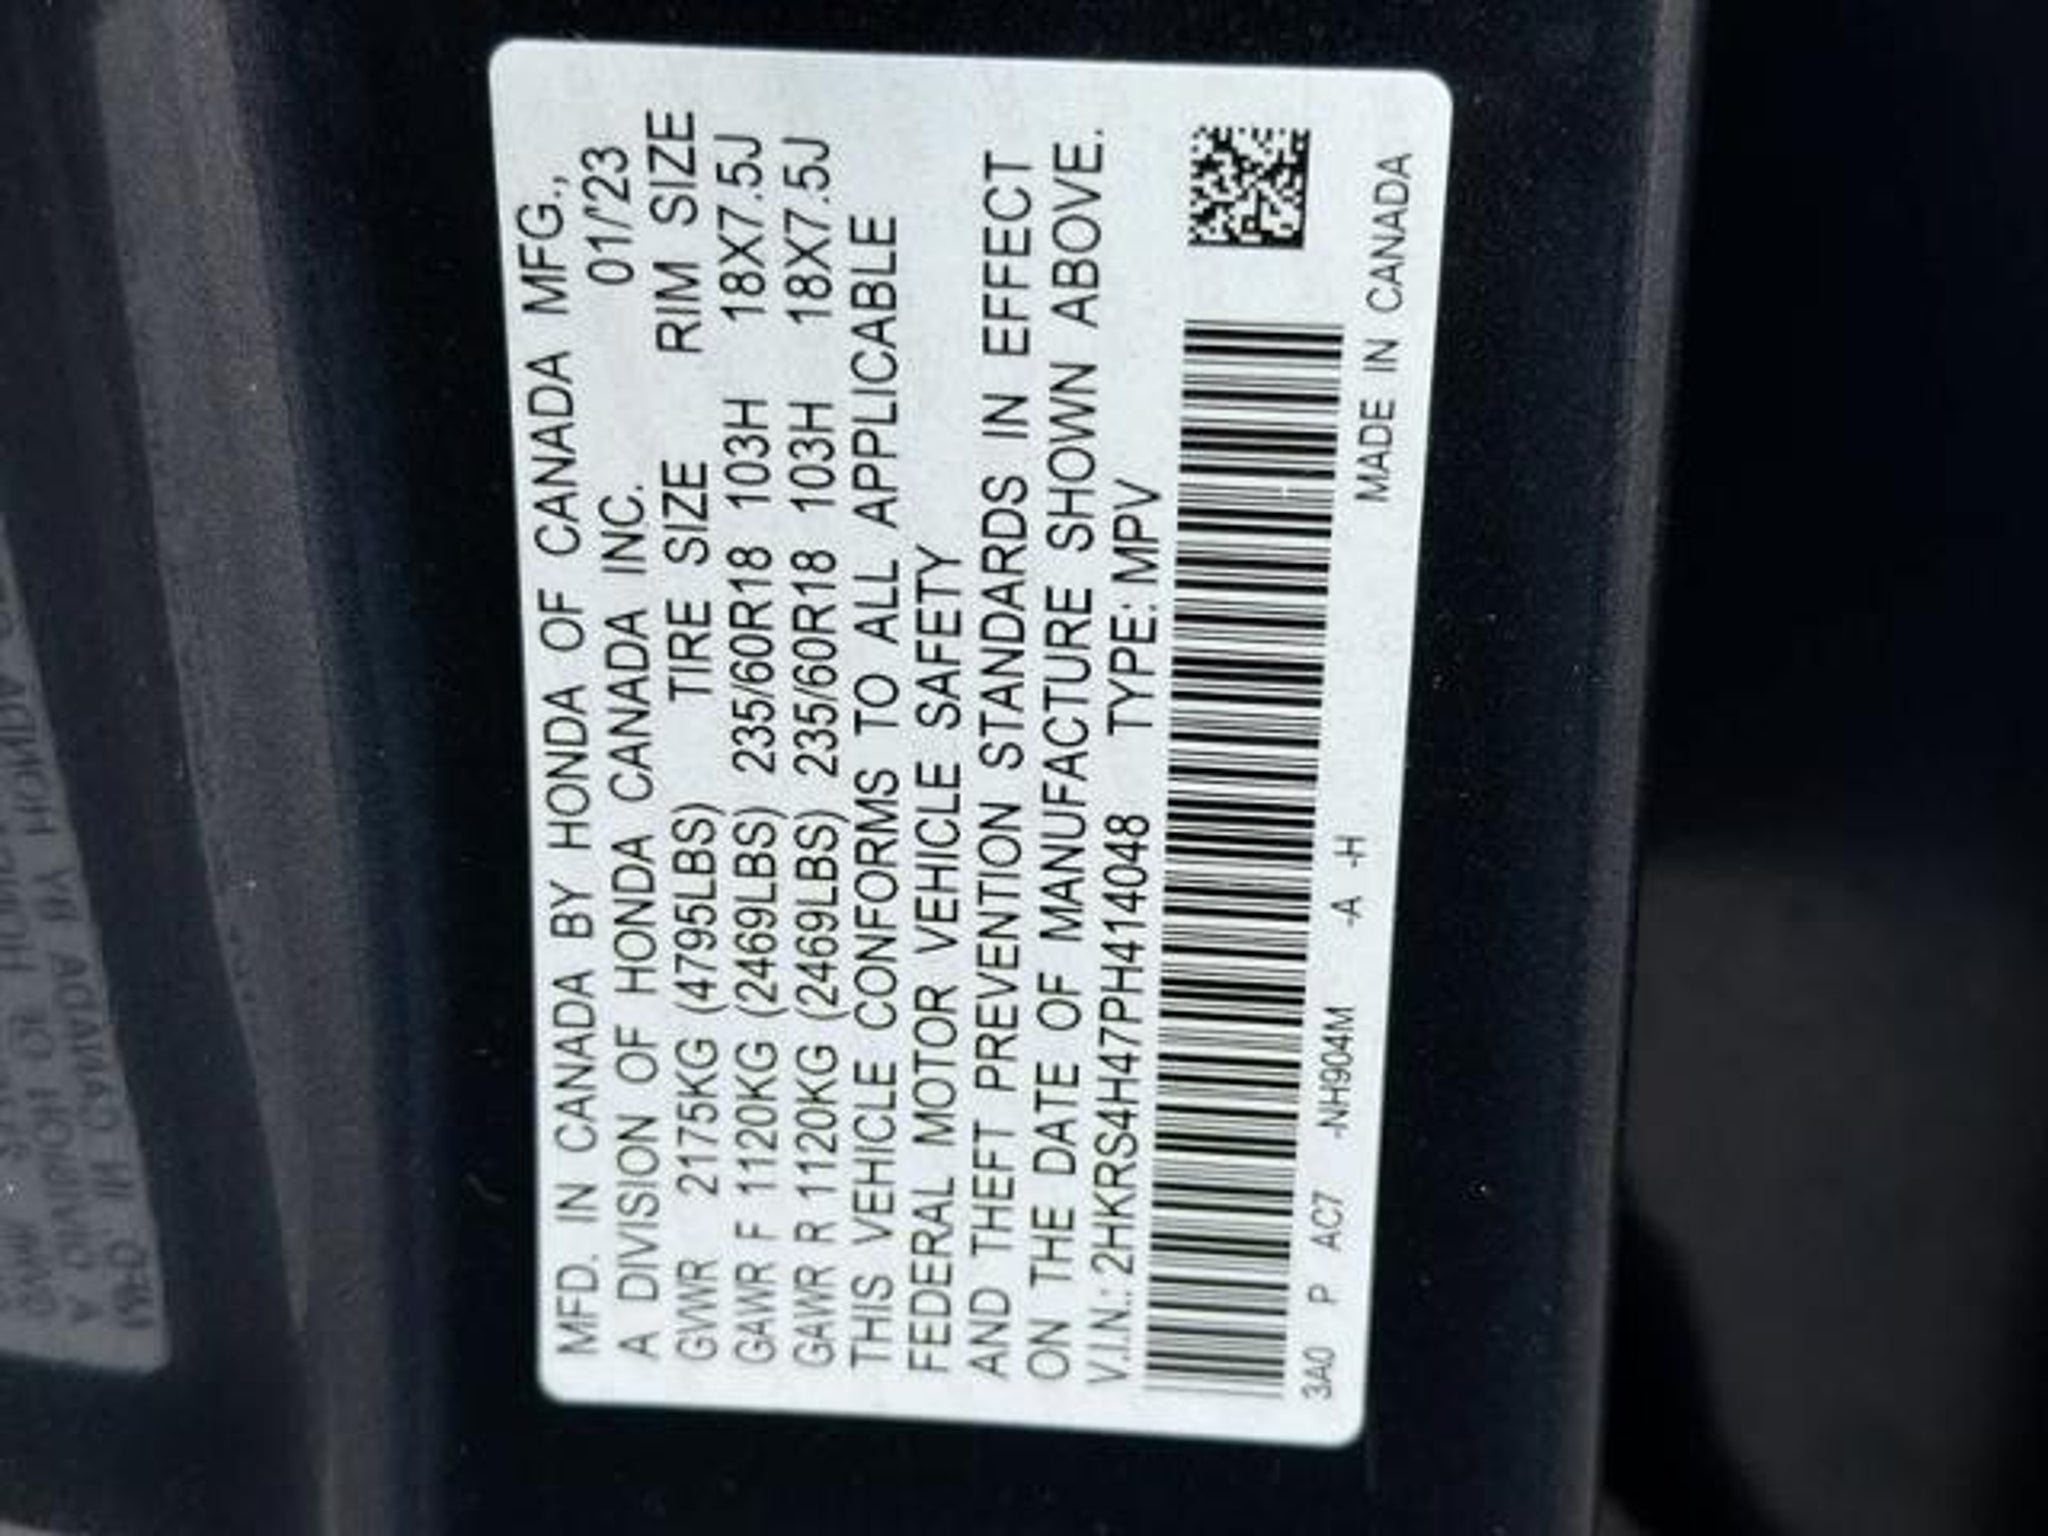 MFD. IN CANADA BY HONDA OF CANADA MFG.,
A DIVISION OF HONDA CANADA INC. 01/'23
GVWR 2175KG (4795LBS) TIRE SIZE RIM SIZE
GAWR F 1120KG (2469LBS) 235/60R18 103H 18X7.5J
GAWR R 1120KG (2469LBS) 235/60R18 103H 18X7.5J
THIS VEHICLE CONFORMS TO ALL APPLICABLE
FEDERAL MOTOR VEHICLE SAFETY
AND THEFT PREVENTION STANDARDS IN EFFECT
ON THE DATE OF MANUFACTURE SHOWN ABOVE.
V.I.N.: 2HKRS4H47PH414048 TYPE: MPV
3A0 P AC7 -NH904M -A -H
MADE IN CANADA